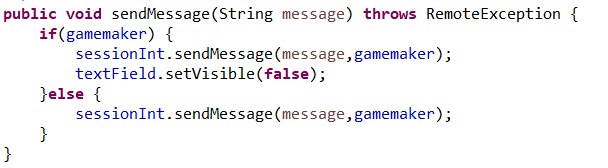 public void sendMessage(String message) throws RemoteException {
    if(gamemaker) {
        sessionInt.sendMessage(message,gamemaker);
        textField.setVisible(false);
    }else {
        sessionInt.sendMessage(message,gamemaker);
    }
}